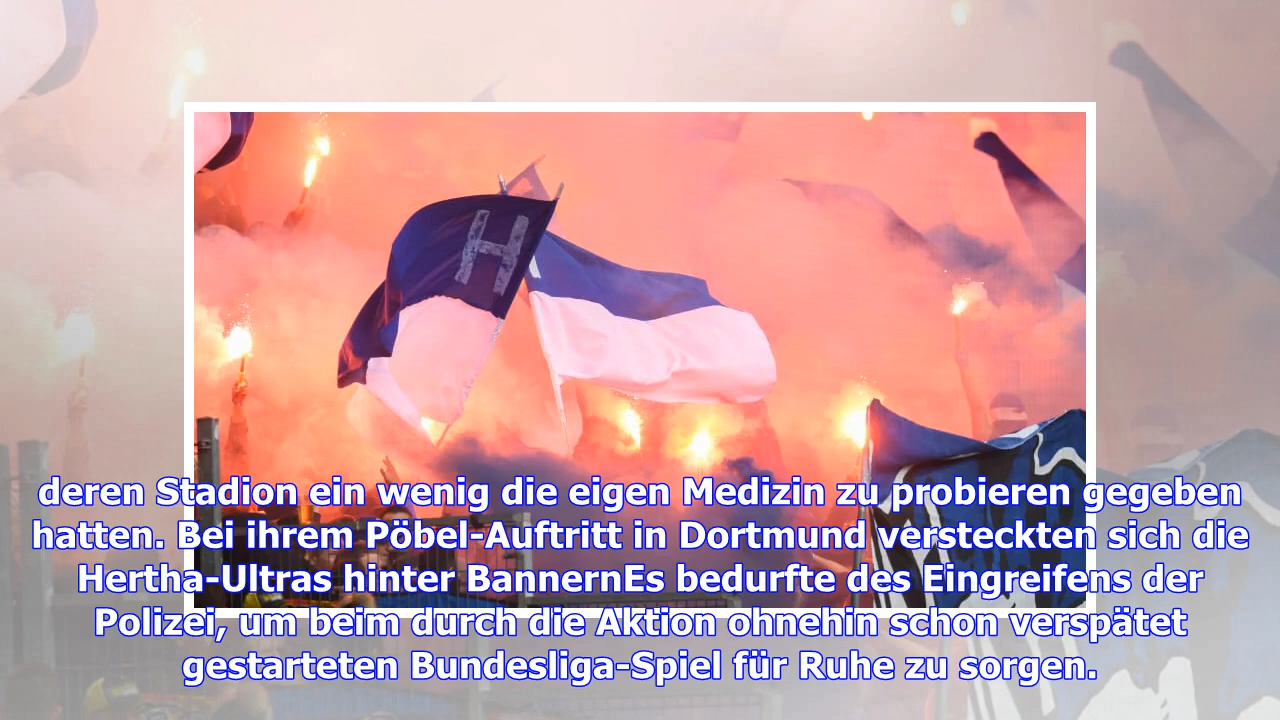 H
deren Stadion ein wenig die eigen Medizin zu probieren gegeben
hatten. Bei ihrem Pöbel-Auftritt in Dortmund versteckten sich die
Hertha-Ultras hinter BannernEs bedurfte des Eingreifens der
Polizei, um beim durch die Aktion ohnehin schon verspätet
gestarteten Bundesliga-Spiel für Ruhe zu sorgen.